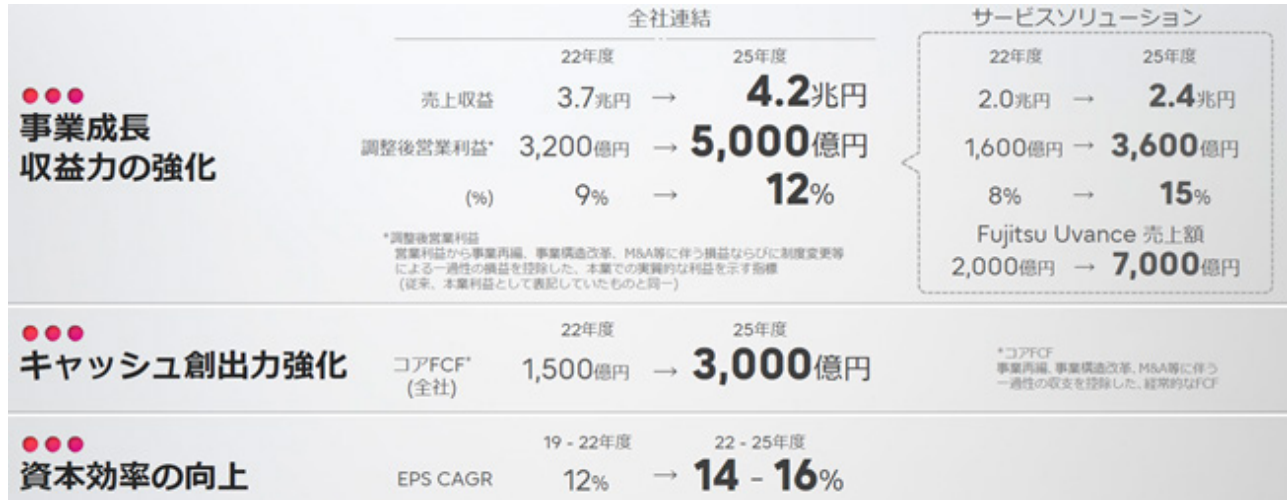 全社連結
サービスソリューション
22年度 25年度
22年度 25年度
事業成長
収益力の強化
売上収益 3.7兆円 → 4.2兆円
2.0兆円 → 2.4兆円
調整後営業利益* 3,200億円 → 5,000億円
1,600億円 → 3,600億円
(%) 9% → 12%
8% → 15%
*調整後営業利益
営業利益から事業再編、事業構造改革、M&A等に伴う損益ならびに制度変更等
による一過性の損益を控除した、本業での実質的な利益を示す指標
(従来、本業利益として表記していたものと同一)
Fujitsu Uvance 売上額
2,000億円 → 7,000億円
キャッシュ創出力強化
22年度 25年度
コアFCF*
(全社)
1,500億円 → 3,000億円
*コアFCF
事業再編、事業構造改革、M&A等に伴う
一過性の収支を控除した、経常的なFCF
資本効率の向上
19 - 22年度 22 - 25年度
EPS CAGR 12% → 14 - 16%